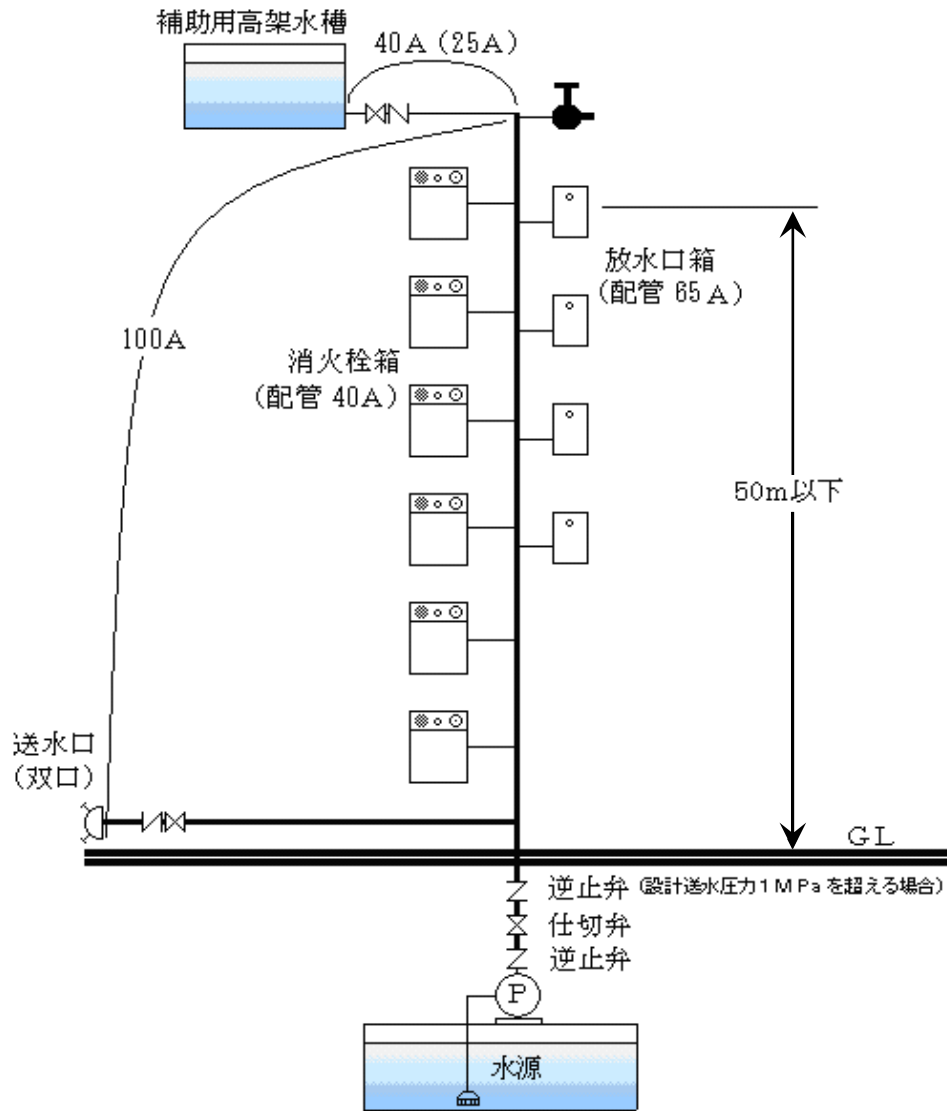 補助用高架水槽
40A (25A)
放水口箱
(配管 65A)
100A
消火栓箱
(配管 40A)
50m以下
送水口
(双口)
GL
逆止弁 (設計送水圧力1MPaを超える場合)
仕切弁
逆止弁
P
水源